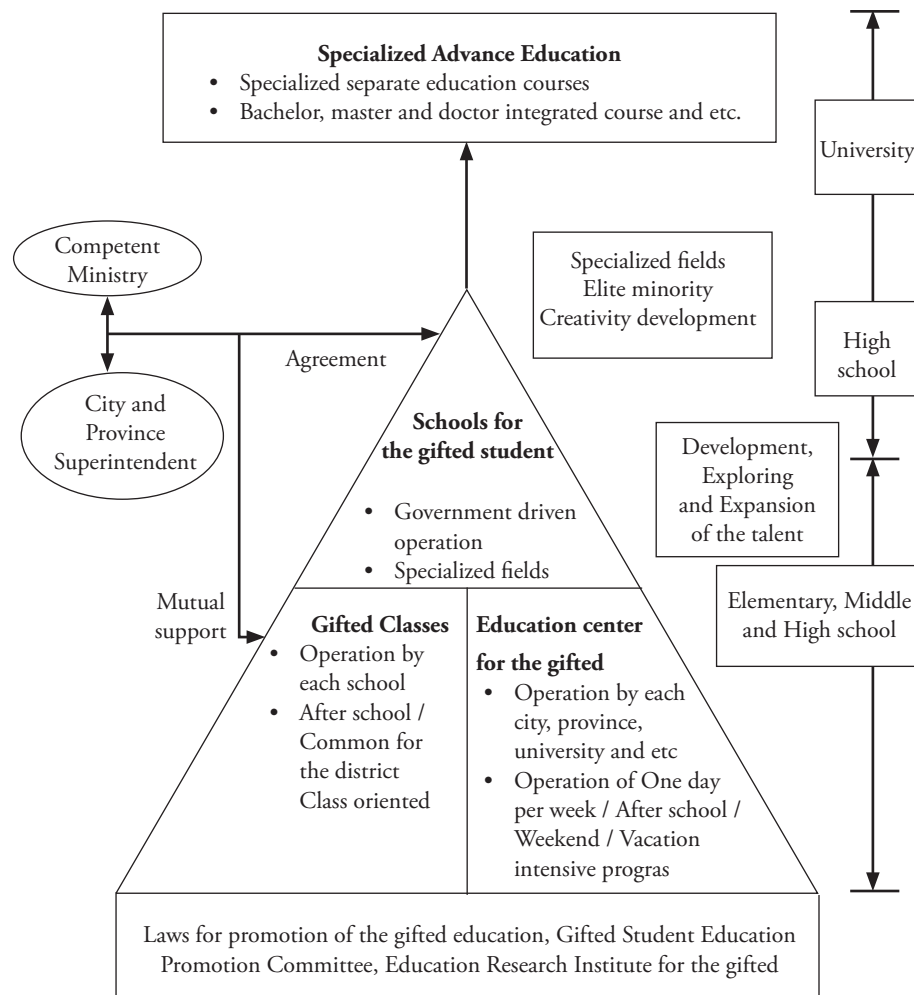 Specialized Advance Education
• Specialized separate education courses
• Bachelor, master and doctor integrated course and etc.
University
Competent
Ministry
Specialized fields
Elite minority
Creativity development
Agreement
High
school
City and
Province
Superintendent
Schools for
the gifted student
• Government driven
operation
• Specialized fields
Development,
Exploring
and Expansion
of the talent
Mutual
support
Elementary, Middle
and High school
Gifted Classes
• Operation by
each school
• After school /
Common for
the district
Class oriented
Education center
for the gifted
• Operation by each
city, province,
university and etc
• Operation of One day
per week / After school /
Weekend / Vacation
intensive progras
Laws for promotion of the gifted education, Gifted Student Education
Promotion Committee, Education Research Institute for the gifted